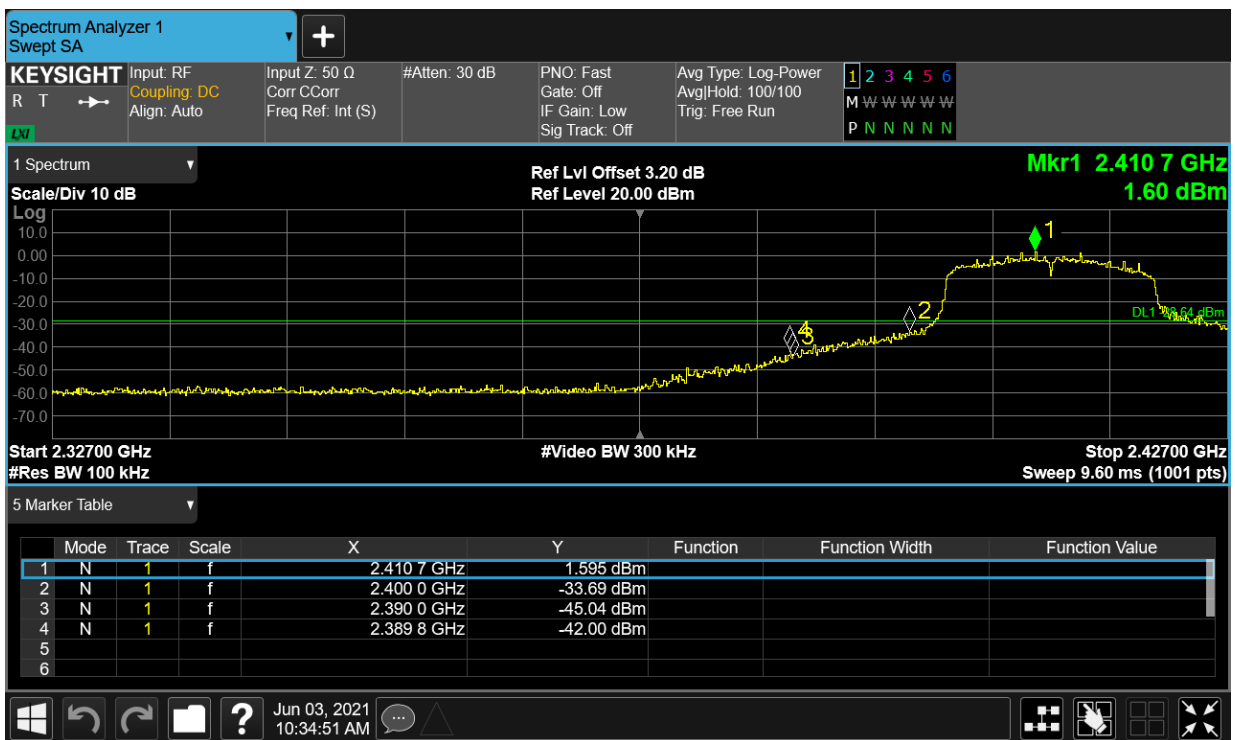 Spectrum Analyzer 1
Swept SA
KEYSIGHT Input: RF Input Z: 50 Ω #Atten: 30 dB PNO: Fast Avg Type: Log-Power 1 2 3 4 5 6
R T Coupling: DC Corr CCorr Gate: Off Avg|Hold: 100/100 M W W W W W
Align: Auto Freq Ref: Int (S) IF Gain: Low Trig: Free Run
LXI Sig Track: Off P N N N N N
1 Spectrum Ref Lvl Offset 3.20 dB Mkr1 2.410 7 GHz
Scale/Div 10 dB Ref Level 20.00 dBm 1.60 dBm
Log
10.0 1
0.00
-10.0
-20.0 2
DL1 -28.64 dBm
-30.0 4
3
-40.0
-50.0
-60.0
-70.0
Start 2.32700 GHz #Video BW 300 kHz Stop 2.42700 GHz
#Res BW 100 kHz Sweep 9.60 ms (1001 pts)
5 Marker Table
Mode Trace Scale X Y Function Function Width Function Value
1 N 1 f 2.410 7 GHz 1.595 dBm
2 N 1 f 2.400 0 GHz -33.69 dBm
3 N 1 f 2.390 0 GHz -45.04 dBm
4 N 1 f 2.389 8 GHz -42.00 dBm
5
6
? Jun 03, 2021
10:34:51 AM